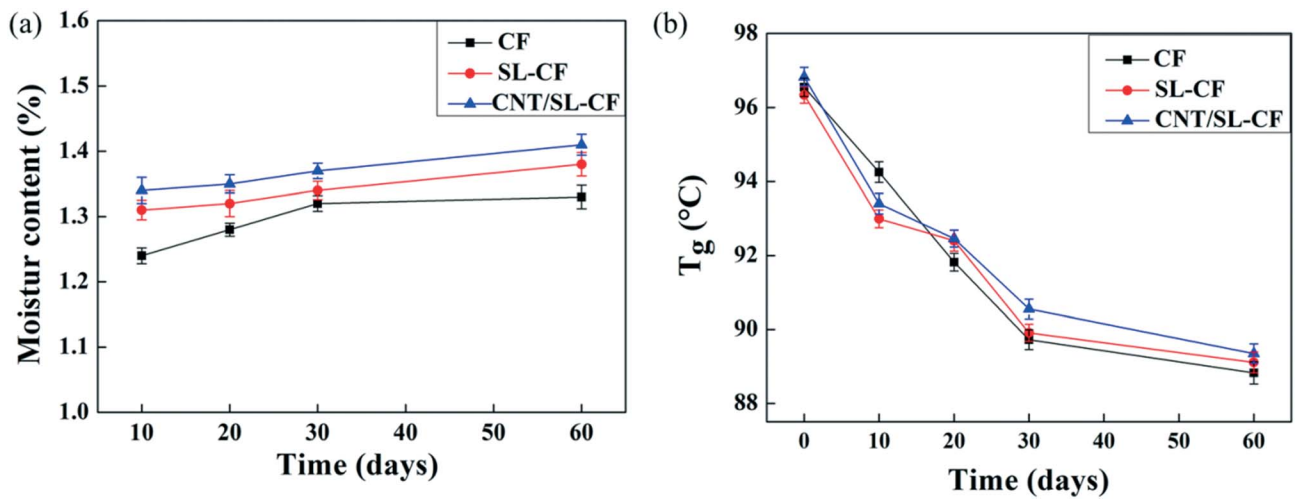 (a)
Moistur content (%)
1.6
1.5
1.4
1.3
1.2
1.1
1.0
10
20
30
40
50
60
Time (days)
CF
SL-CF
CNT/SL-CF
(b)
Tg (°C)
98
96
94
92
90
88
0
10
20
30
40
50
60
Time (days)
CF
SL-CF
CNT/SL-CF